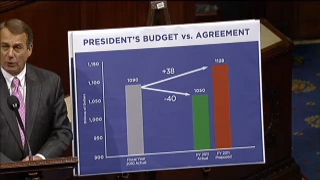 PRESIDENT'S BUDGET vs. AGREEMENT
1,150
1,100
1,050
1,000
950
900
1090
+38
-40
1128
1050
Fiscal Year
2010 Actual
FY 2011
Actual
FY 2011
Proposed